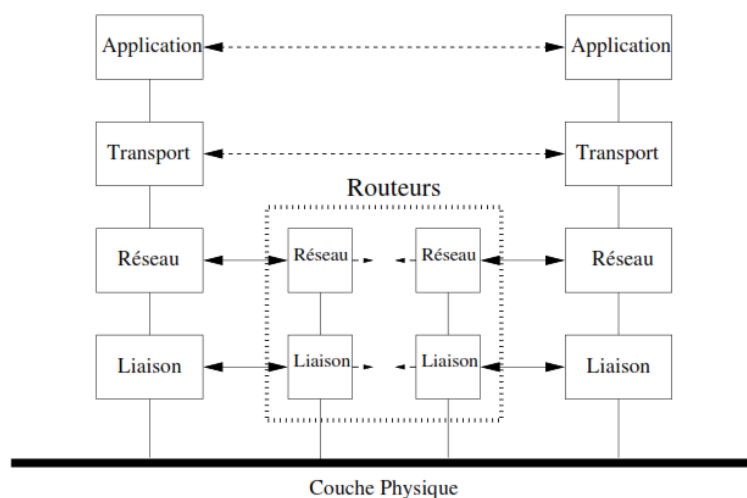 Application
Application
Transport
Transport
Routeurs
Réseau
Réseau
Réseau
Réseau
Liaison
Liaison
Liaison
Liaison
Couche Physique